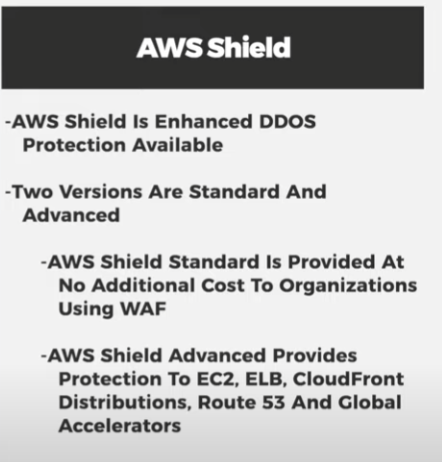 AWS Shield
-AWS Shield Is Enhanced DDOS
Protection Available
-Two Versions Are Standard And
Advanced
-AWS Shield Standard Is Provided At
No Additional Cost To Organizations
Using WAF
-AWS Shield Advanced Provides
Protection To EC2, ELB, CloudFront
Distributions, Route 53 And Global
Accelerators